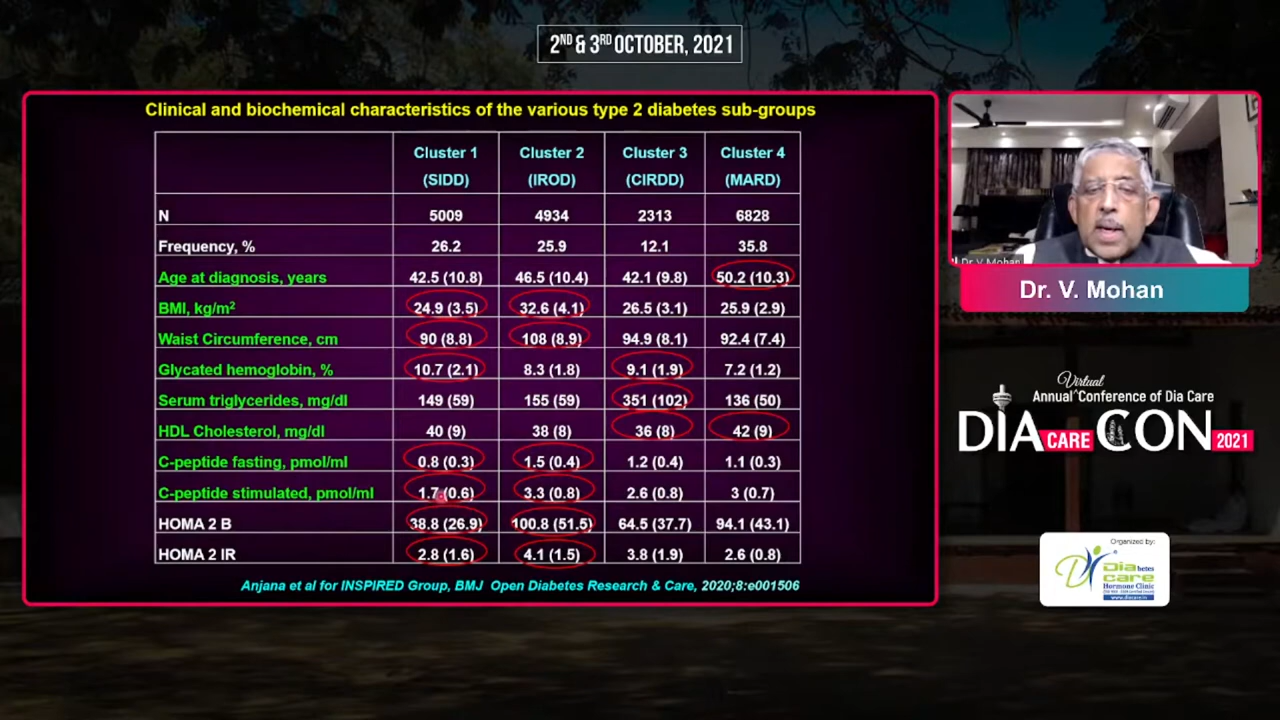 2ND & 3RD OCTOBER, 2021
Clinical and biochemical characteristics of the various type 2 diabetes sub-groups
Cluster 1 (SIDD) Cluster 2 (IROD) Cluster 3 (CIRDD) Cluster 4 (MARD)
N 5009 4934 2313 6828
Frequency, % 26.2 25.9 12.1 35.8
Age at diagnosis, years 42.5 (10.8) 46.5 (10.4) 42.1 (9.8) 50.2 (10.3)
BMI, kg/m2 24.9 (3.5) 32.6 (4.1) 26.5 (3.1) 25.9 (2.9)
Waist Circumference, cm 90 (8.8) 108 (8.9) 94.9 (8.1) 92.4 (7.4)
Glycated hemoglobin, % 10.7 (2.1) 8.3 (1.8) 9.1 (1.9) 7.2 (1.2)
Serum triglycerides, mg/dl 149 (59) 155 (59) 351 (102) 136 (50)
HDL Cholesterol, mg/dl 40 (9) 38 (8) 36 (8) 42 (9)
C-peptide fasting, pmol/ml 0.8 (0.3) 1.5 (0.4) 1.2 (0.4) 1.1 (0.3)
C-peptide stimulated, pmol/ml 1.7 (0.6) 3.3 (0.8) 2.6 (0.8) 3 (0.7)
HOMA 2 B 38.8 (26.9) 100.8 (51.5) 64.5 (37.7) 94.1 (43.1)
HOMA 2 IR 2.8 (1.6) 4.1 (1.5) 3.8 (1.9) 2.6 (0.8)
Anjana et al for INSPIRED Group, BMJ Open Diabetes Research & Care, 2020;8:e001506
Dr V Mohan
Dr. V. Mohan
Virtual
Annual ^ Conference of Dia Care
DIA CARE CON 2021
Organized by:
Diabetes
care
Hormone Clinic
www.diacare.in